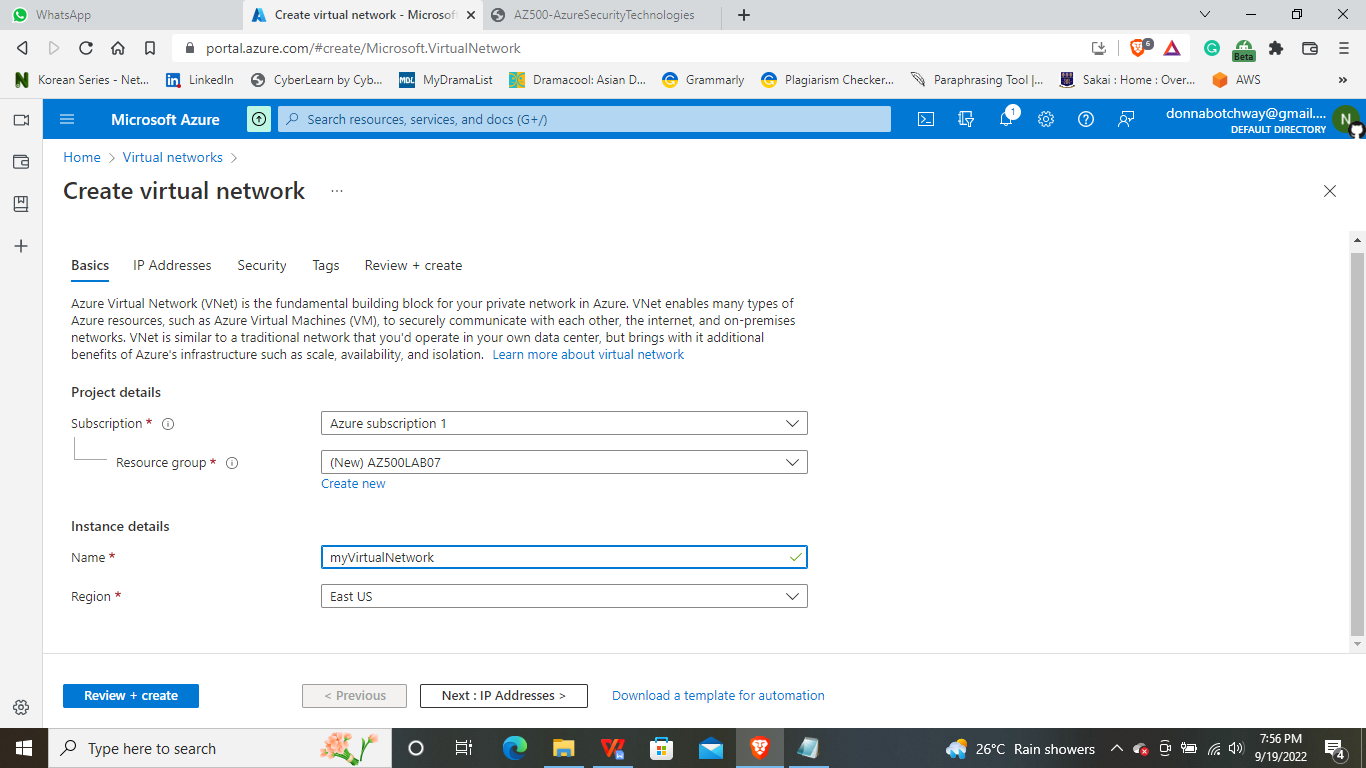 WhatsApp
Create virtual network - Microsoft
AZ500-AzureSecurityTechnologies
portal.azure.com/#create/Microsoft.VirtualNetwork
6
Beta
Korean Series - Net...
LinkedIn
CyberLearn by Cyb...
MDL
MyDramaList
Dramacool: Asian D...
Grammarly
Plagiarism Checker...
Paraphrasing Tool |...
Sakai : Home : Over...
AWS
»
Microsoft Azure
Search resources, services, and docs (G+/)
1
donnabotchway@gmail....
DEFAULT DIRECTORY
N
Home > Virtual networks >
Create virtual network ...
Basics
IP Addresses
Security
Tags
Review + create
Azure Virtual Network (VNet) is the fundamental building block for your private network in Azure. VNet enables many types of
Azure resources, such as Azure Virtual Machines (VM), to securely communicate with each other, the internet, and on-premises
networks. VNet is similar to a traditional network that you'd operate in your own data center, but brings with it additional
benefits of Azure's infrastructure such as scale, availability, and isolation. Learn more about virtual network
Project details
Subscription *
Azure subscription 1
Resource group *
(New) AZ500LAB07
Create new
Instance details
Name *
myVirtualNetwork
Region *
East US
Review + create
< Previous
Next : IP Addresses >
Download a template for automation
Type here to search
26°C Rain showers
7:56 PM
9/19/2022
4